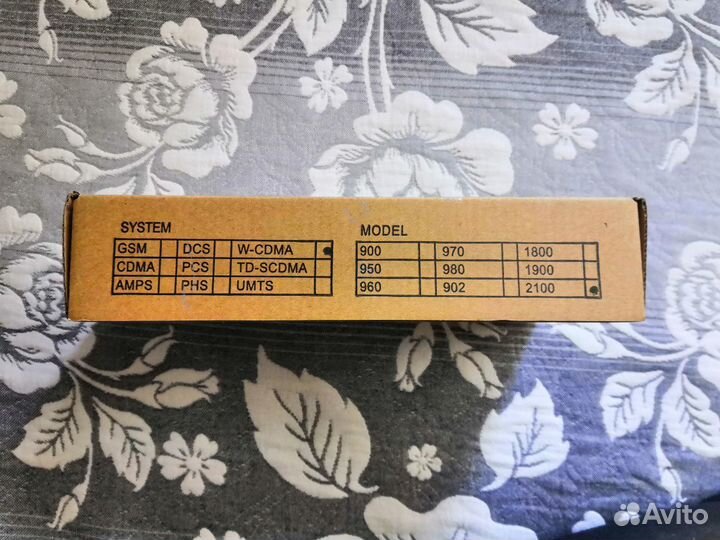 SYSTEM
GSM DCS W-CDMA
CDMA PCS TD-SCDMA
AMPS PHS UMTS
MODEL
900 970 1800
950 980 1900
960 902 2100
Avito